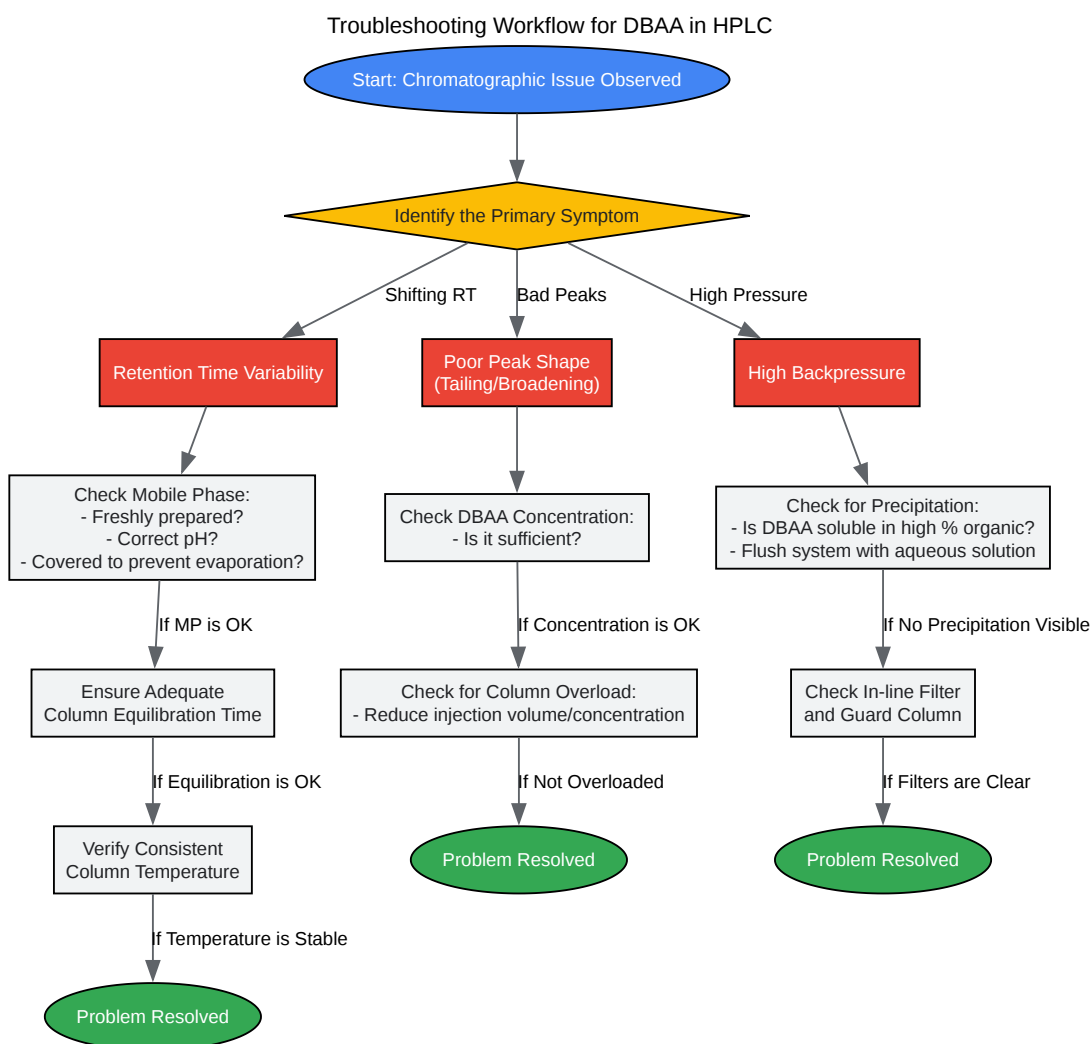 Troubleshooting Workflow for DBAA in HPLC
Start: Chromatographic Issue Observed
Identify the Primary Symptom
Shifting RT
Bad Peaks
High Pressure
Retention Time Variability
Poor Peak Shape
(Tailing/Broadening)
High Backpressure
Check Mobile Phase:
- Freshly prepared?
- Correct pH?
- Covered to prevent evaporation?
Check DBAA Concentration:
- Is it sufficient?
Check for Precipitation:
- Is DBAA soluble in high % organic?
- Flush system with aqueous solution
If MP is OK
If Concentration is OK
If No Precipitation Visible
Ensure Adequate
Column Equilibration Time
Check for Column Overload:
- Reduce injection volume/concentration
Check In-line Filter
and Guard Column
If Equilibration is OK
If Not Overloaded
If Filters are Clear
Verify Consistent
Column Temperature
Problem Resolved
Problem Resolved
If Temperature is Stable
Problem Resolved